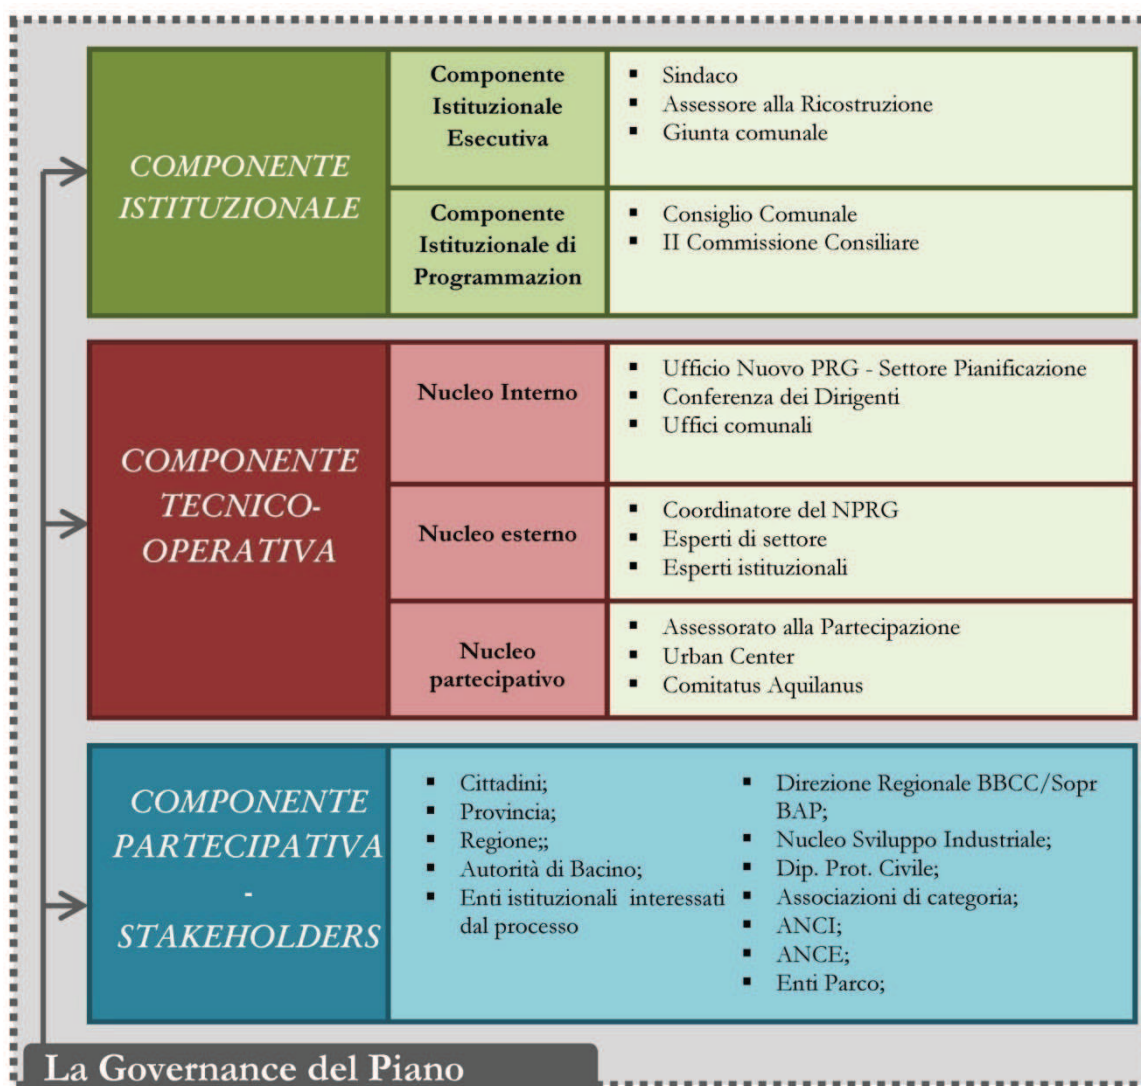 COMPONENTE
ISTITUZIONALE
Componente
Istituzionale
Esecutiva
▪ Sindaco
▪ Assessore alla Ricostruzione
▪ Giunta comunale
Componente
Istituzionale di
Programmazion
▪ Consiglio Comunale
▪ II Commissione Consiliare
COMPONENTE
TECNICO-
OPERATIVA
Nucleo Interno
▪ Ufficio Nuovo PRG - Settore Pianificazione
▪ Conferenza dei Dirigenti
▪ Uffici comunali
Nucleo esterno
▪ Coordinatore del NPRG
▪ Esperti di settore
▪ Esperti istituzionali
Nucleo
partecipativo
▪ Assessorato alla Partecipazione
▪ Urban Center
▪ Comitatus Aquilanus
COMPONENTE
PARTECIPATIVA
-
STAKEHOLDERS
▪ Cittadini;
▪ Provincia;
▪ Regione;;
▪ Autorità di Bacino;
▪ Enti istituzionali interessati
dal processo
▪ Direzione Regionale BBCC/Sopr
BAP;
▪ Nucleo Sviluppo Industriale;
▪ Dip. Prot. Civile;
▪ Associazioni di categoria;
▪ ANCI;
▪ ANCE;
▪ Enti Parco;
La Governance del Piano